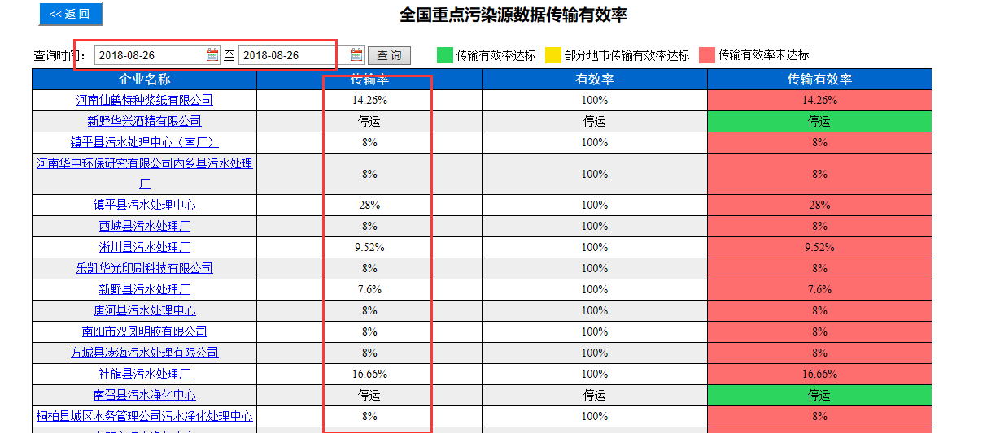 << 返 回
全国重点污染源数据传输有效率
查询时间： 2018-08-26 至 2018-08-26 查 询 传输有效率达标 部分地市传输有效率达标 传输有效率未达标
企业名称 传输率 有效率 传输有效率
河南仙鹤特种浆纸有限公司 14.26% 100% 14.26%
新野华兴酒精有限公司 停运 停运 停运
镇平县污水处理中心（南厂） 8% 100% 8%
河南华中环保研究有限公司内乡县污水处理
厂 8% 100% 8%
镇平县污水处理中心 28% 100% 28%
西峡县污水处理厂 8% 100% 8%
淅川县污水处理厂 9.52% 100% 9.52%
乐凯华光印刷科技有限公司 8% 100% 8%
新野县污水处理厂 7.6% 100% 7.6%
唐河县污水处理中心 8% 100% 8%
南阳市双凤明胶有限公司 8% 100% 8%
方城县凌海污水处理有限公司 8% 100% 8%
社旗县污水处理厂 16.66% 100% 16.66%
南召县污水净化中心 停运 停运 停运
桐柏县城区水务管理公司污水净化处理中心 8% 100% 8%